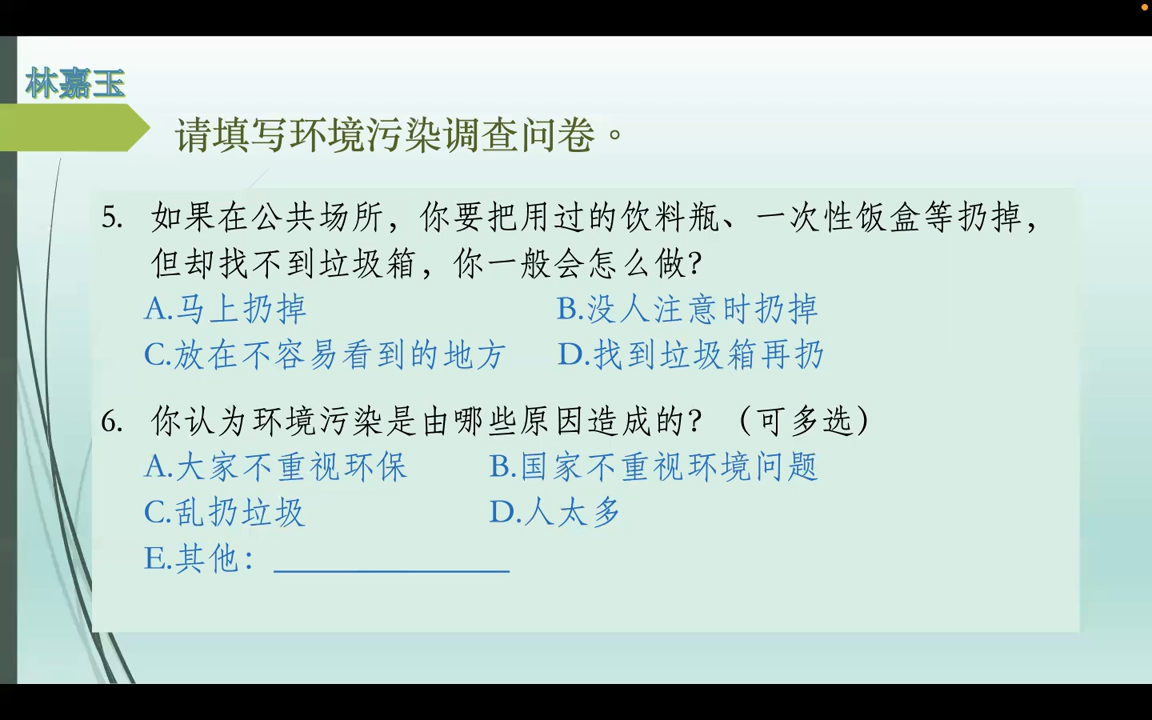 林嘉玉
请填写环境污染调查问卷。
5. 如果在公共场所，你要把用过的饮料瓶、一次性饭盒等扔掉，
但却找不到垃圾箱，你一般会怎么做？
A.马上扔掉 B.没人注意时扔掉
C.放在不容易看到的地方 D.找到垃圾箱再扔
6. 你认为环境污染是由哪些原因造成的？（可多选）
A.大家不重视环保 B.国家不重视环境问题
C.乱扔垃圾 D.人太多
E.其他：______________